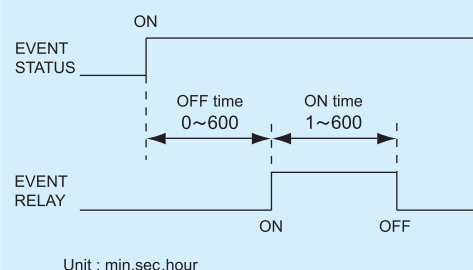 ON
EVENT
STATUS
OFF time
0~600
ON time
1~600
EVENT
RELAY
ON
OFF
Unit : min.sec.hour